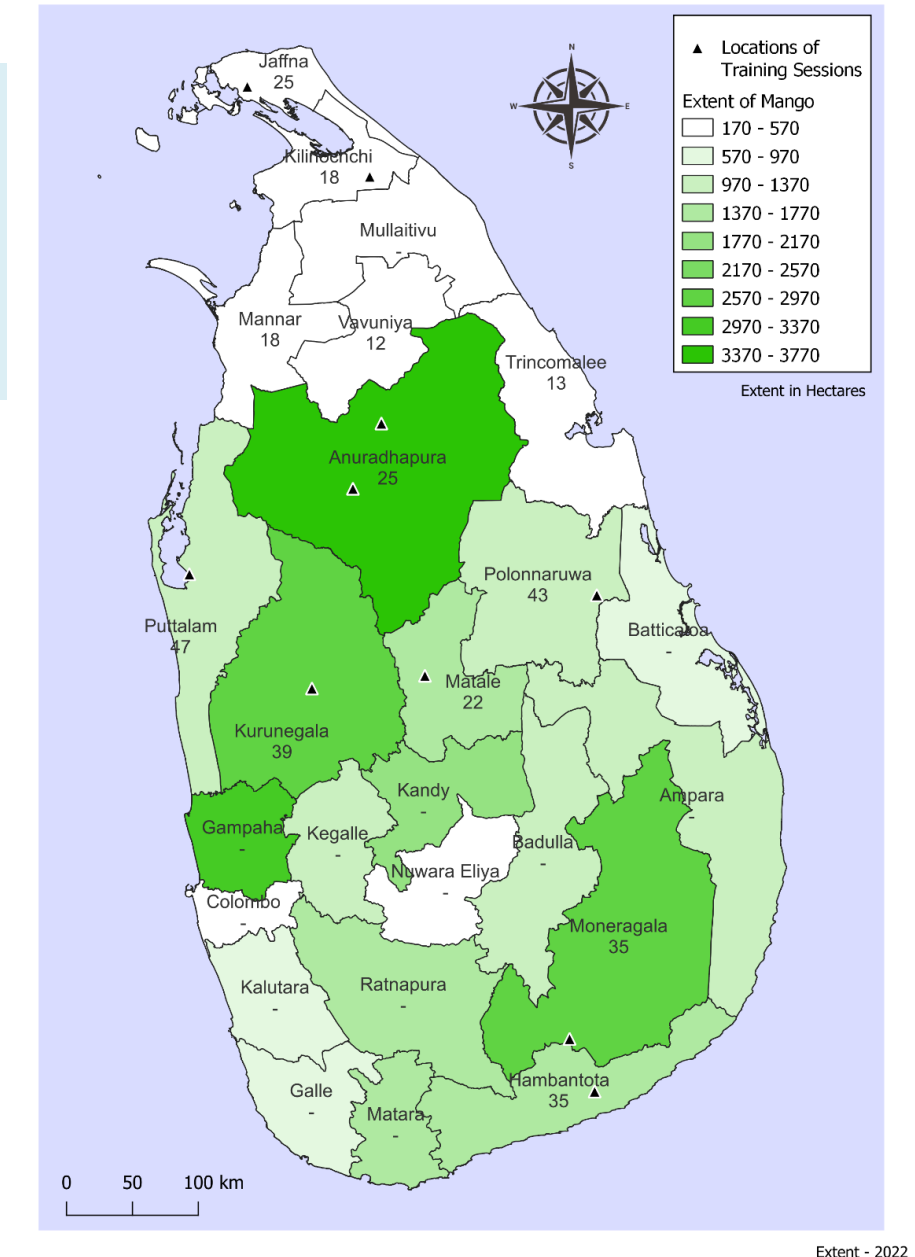 N
W
E
S
Locations of
Training Sessions
Extent of Mango
170 - 570
570 - 970
970 - 1370
1370 - 1770
1770 - 2170
2170 - 2570
2570 - 2970
2970 - 3370
3370 - 3770
Extent in Hectares
Jaffna
25
Kilinochchi
18
Mullaitivu
-
Mannar
18
Vavuniya
12
Trincomalee
13
Anuradhapura
25
Polonnaruwa
43
Puttalam
47
Batticaloa
-
Matale
22
Kurunegala
39
Kandy
-
Ampara
-
Gampaha
-
Kegalle
-
Badulla
-
Nuwara Eliya
-
Colombo
-
Moneragala
35
Kalutara
-
Ratnapura
-
Galle
-
Hambantota
35
Matara
-
0 50 100 km
Extent - 2022